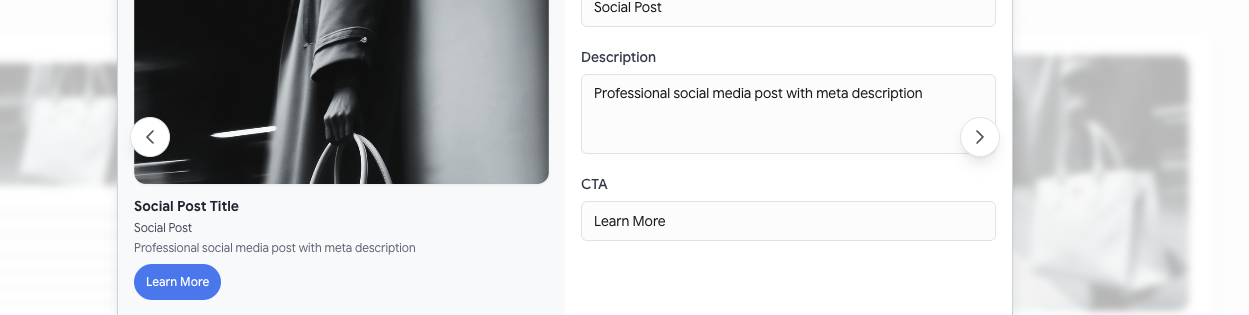 Social Post Title
Social Post
Professional social media post with meta description
Learn More
Social Post
Description
Professional social media post with meta description
CTA
Learn More